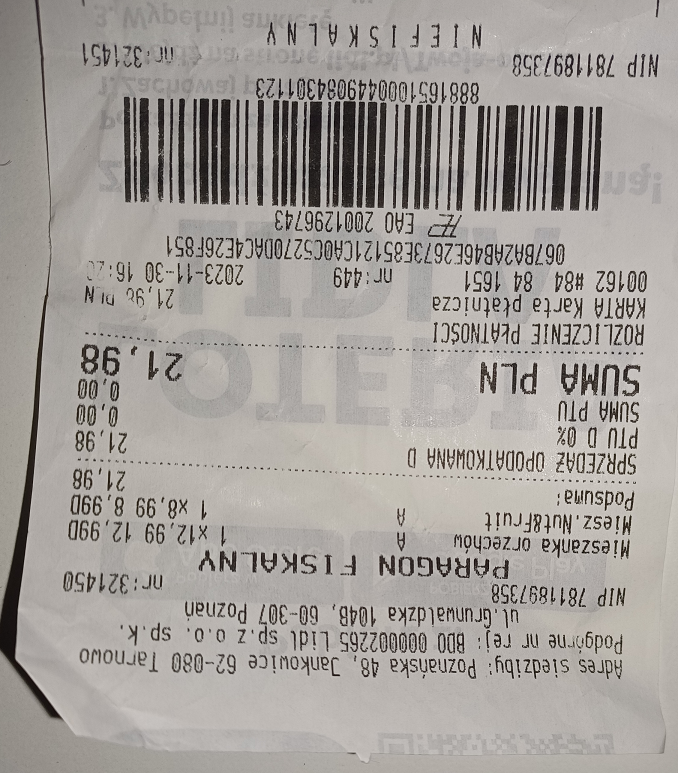 Adres siedziby: Poznańska 48, Jankowice 62-080 Tarnowo
Podgórne nr rej: BDO 000002265 Lidl sp.z o.o. sp.k.
ul.Grunwaldzka 104B, 60-307 Poznań
NIP 7811897358 nr:321450
PARAGON FISKALNY
Mieszanka orzechów A 1 x12,99 12,99D
Miesz.Nut&Fruit A 1 x8,99 8,99D
Podsuma: 21,98
SPRZEDAŻ OPODATKOWANA D 21,98
PTU D 0% 0,00
SUMA PTU 0,00
SUMA PLN 21,98
ROZLICZENIE PŁATNOŚCI
KARTA Karta płatnicza 21,98 PLN
00162 #84 84 1651 nr:449 2023-11-30 16:20
067BA2AB46E2673E85121CA0C5270DAC4E26F851
EAO 2001296743
8881651000449084301123
NIP 7811897358 nr:321451
NIEFISKALNY